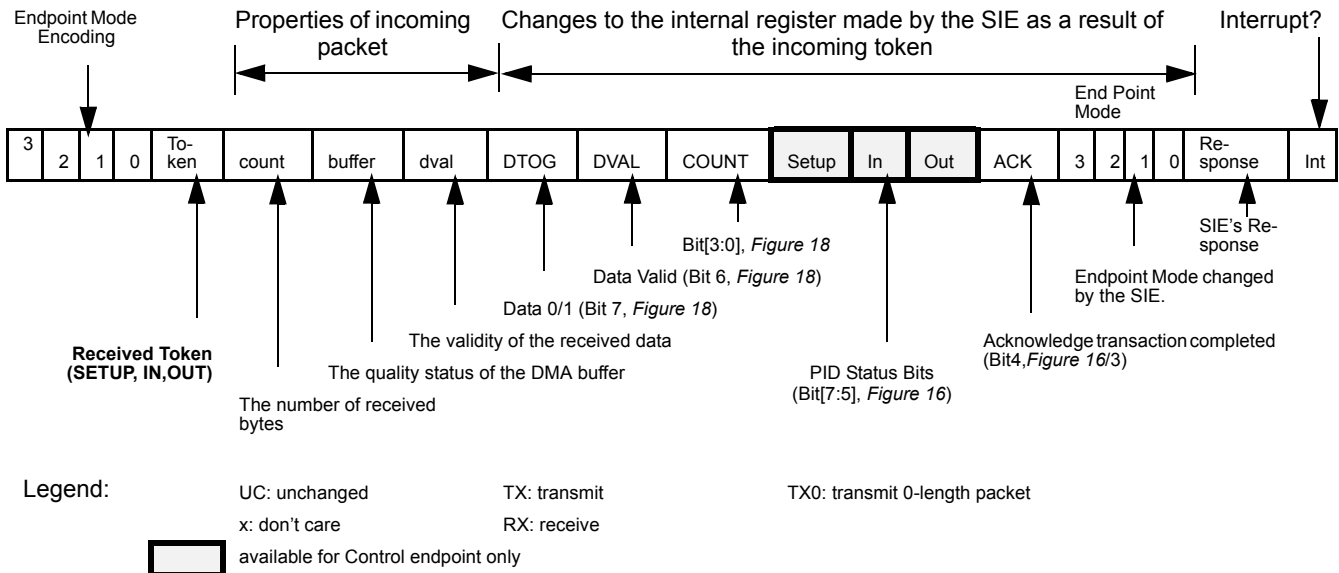 Endpoint Mode
Encoding
Properties of incoming
packet
Changes to the internal register made by the SIE as a result of
the incoming token
Interrupt?
End Point
Mode
3 2 1 0 To-
ken count buffer dval DTOG DVAL COUNT Setup In Out ACK 3 2 1 0 Re-
sponse Int
Bit[3:0], Figure 18
SIE's Re-
sponse
Data Valid (Bit 6, Figure 18)
Endpoint Mode changed
by the SIE.
Data 0/1 (Bit 7, Figure 18)
Received Token
(SETUP, IN,OUT)
The validity of the received data
Acknowledge transaction completed
(Bit4,Figure 16/3)
The quality status of the DMA buffer
PID Status Bits
(Bit[7:5], Figure 16)
The number of received
bytes
Legend:
UC: unchanged
TX: transmit
TX0: transmit 0-length packet
x: don't care
RX: receive
available for Control endpoint only